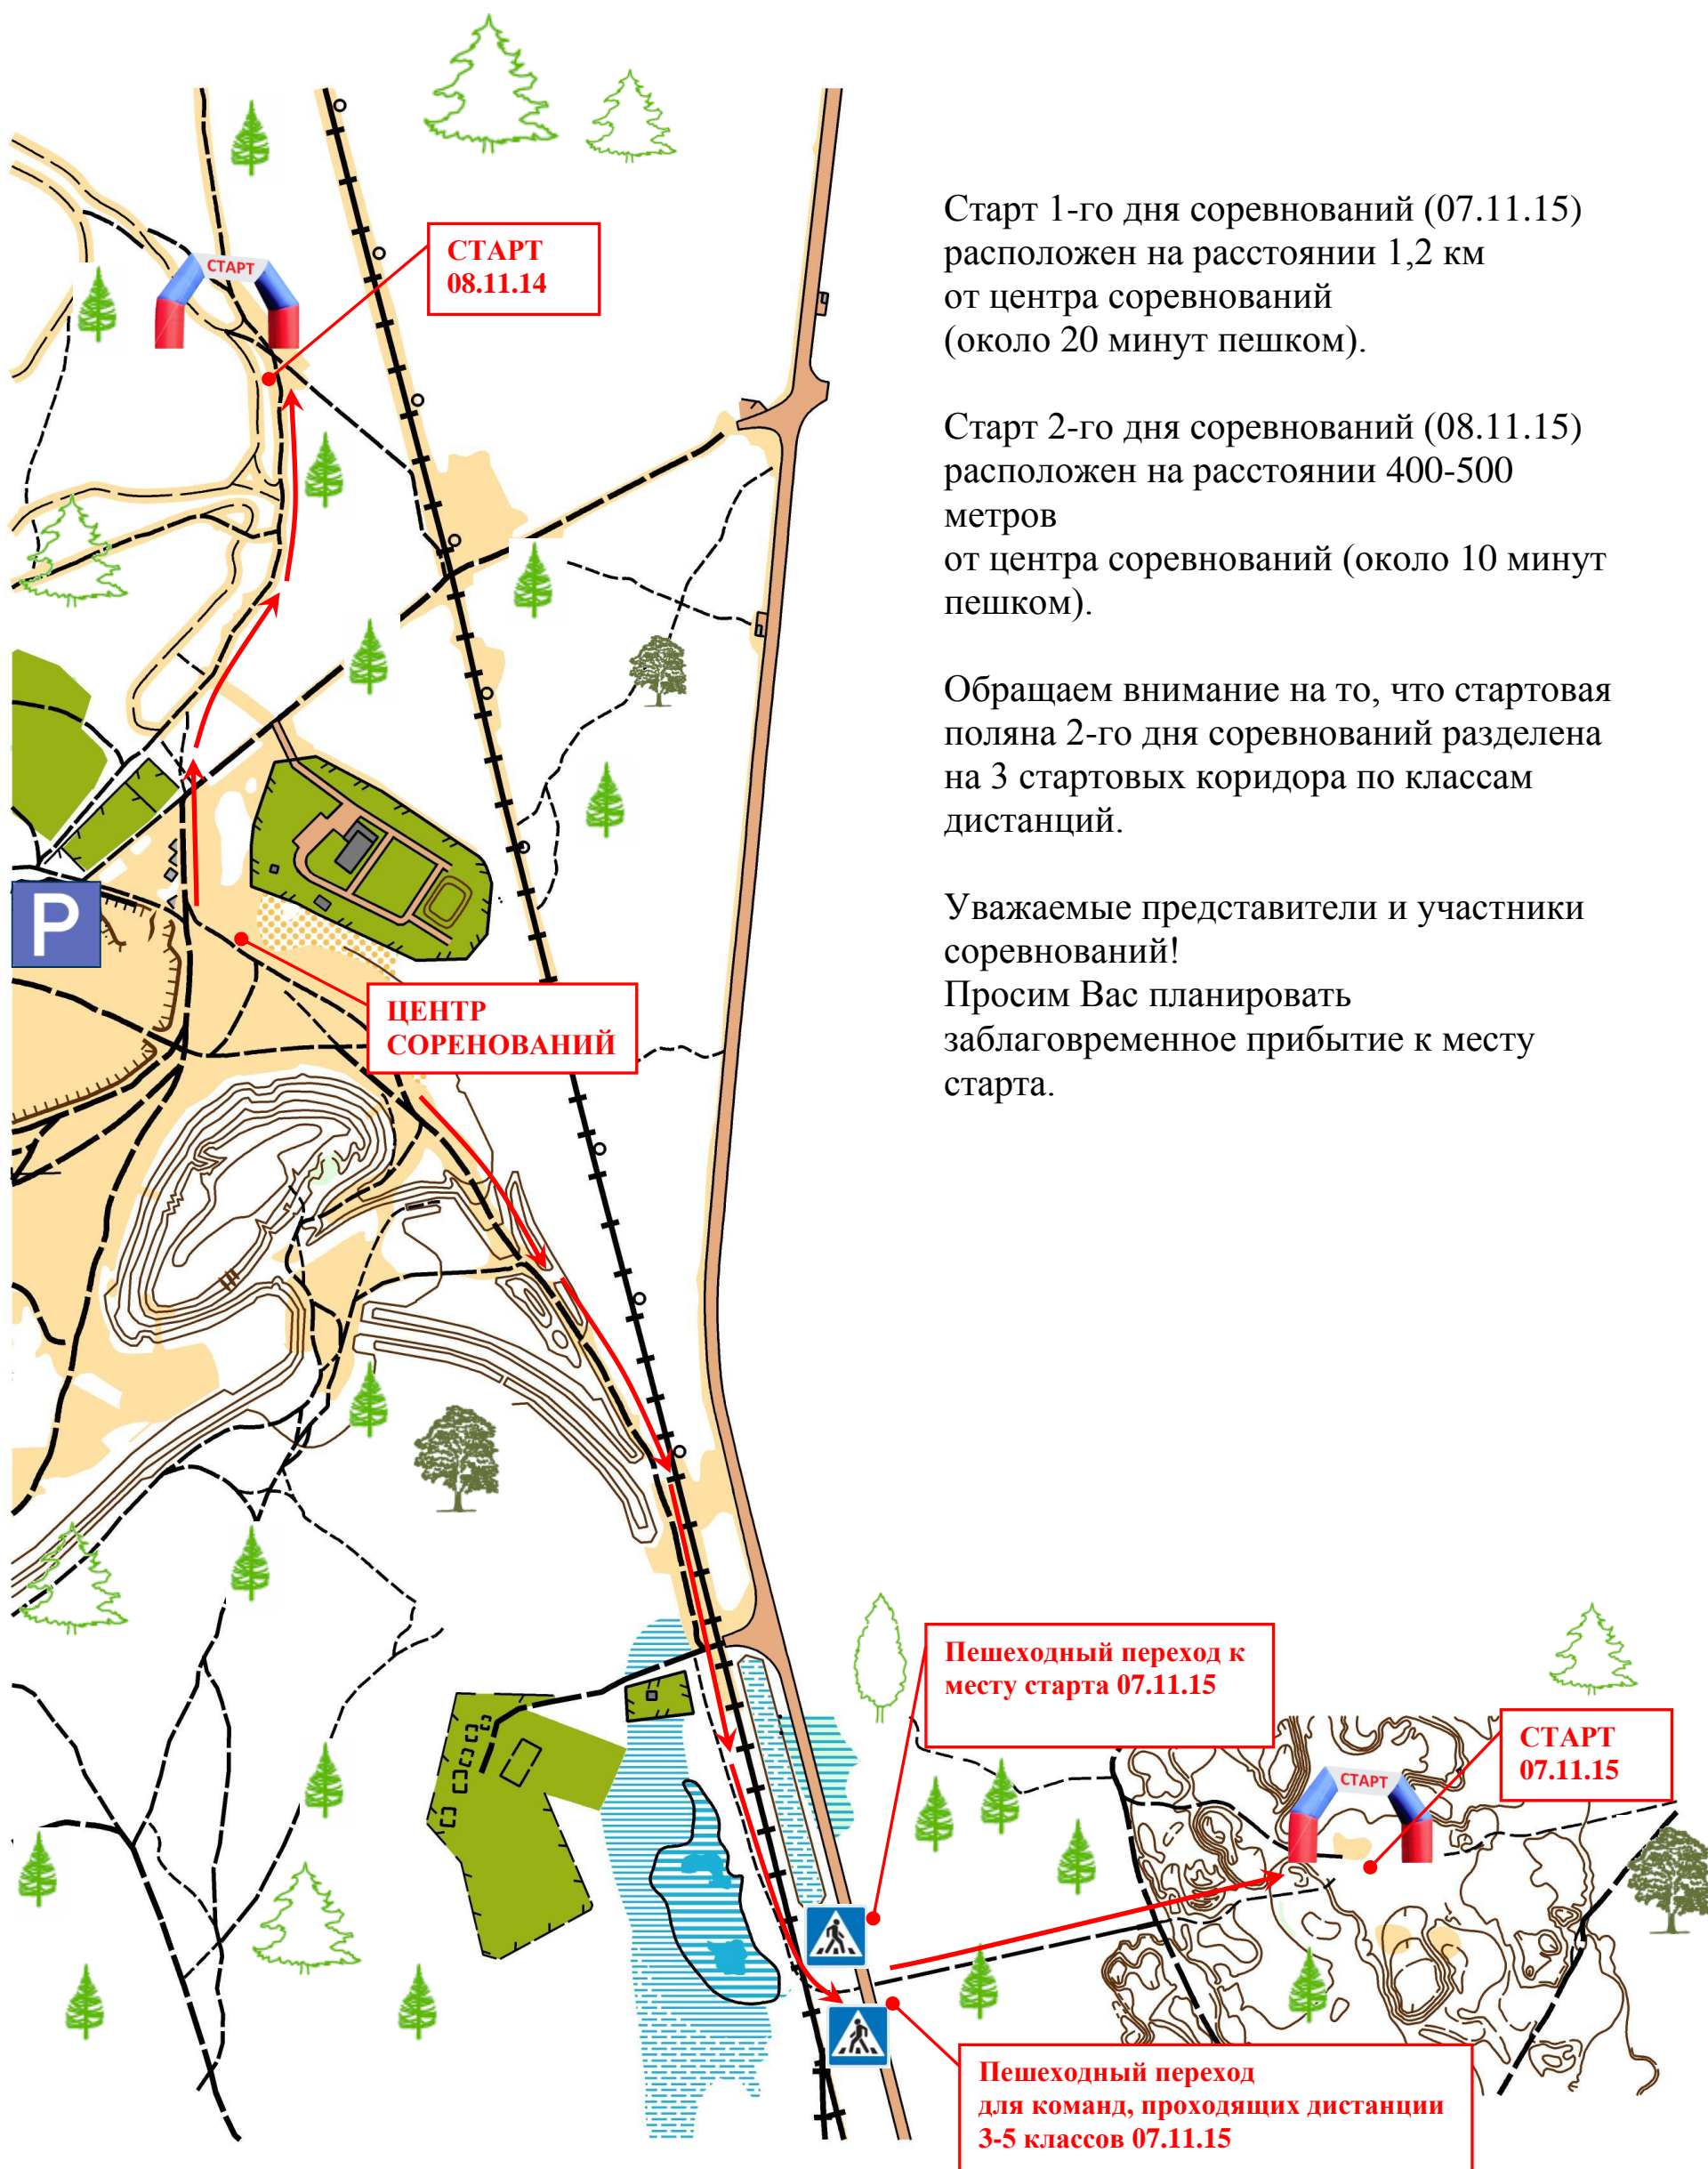 СТАРТ
СТАРТ
08.11.14
Старт 1-го дня соревнований (07.11.15)
расположен на расстоянии 1,2 км
от центра соревнований
(около 20 минут пешком).
Старт 2-го дня соревнований (08.11.15)
расположен на расстоянии 400-500
метров
от центра соревнований (около 10 минут
пешком).
Обращаем внимание на то, что стартовая
поляна 2-го дня соревнований разделена
на 3 стартовых коридора по классам
дистанций.
Уважаемые представители и участники
соревнований!
Просим Вас планировать
заблаговременное прибытие к месту
старта.
P
ЦЕНТР
СОРЕНОВАНИЙ
Пешеходный переход к
месту старта 07.11.15
СТАРТ
07.11.15
СТАРТ
Пешеходный переход
для команд, проходящих дистанции
3-5 классов 07.11.15